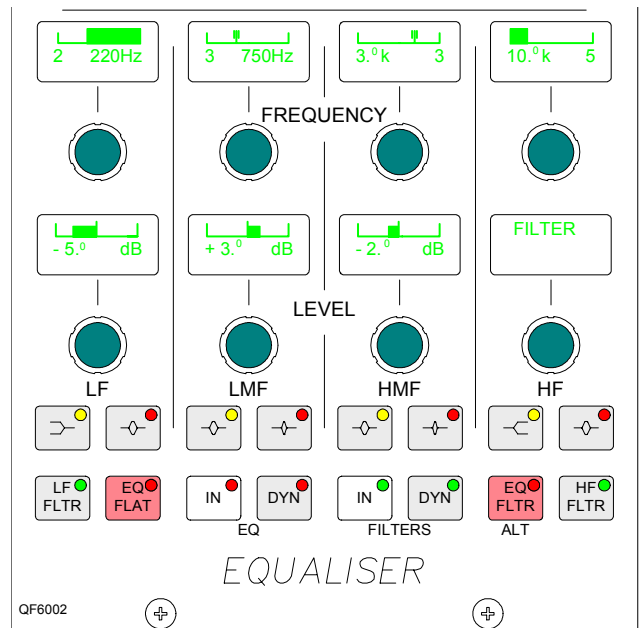 2 220Hz
3 750Hz
3.⁰ k 3
10.⁰ k 5
FREQUENCY
- 5.⁰ dB
+ 3.⁰ dB
- 2.⁰ dB
FILTER
LEVEL
LF LMF HMF HF
LF FLTR
EQ FLAT
IN
DYN
IN
DYN
EQ FLTR
HF FLTR
EQ FILTERS ALT
EQUALISER
QF6002